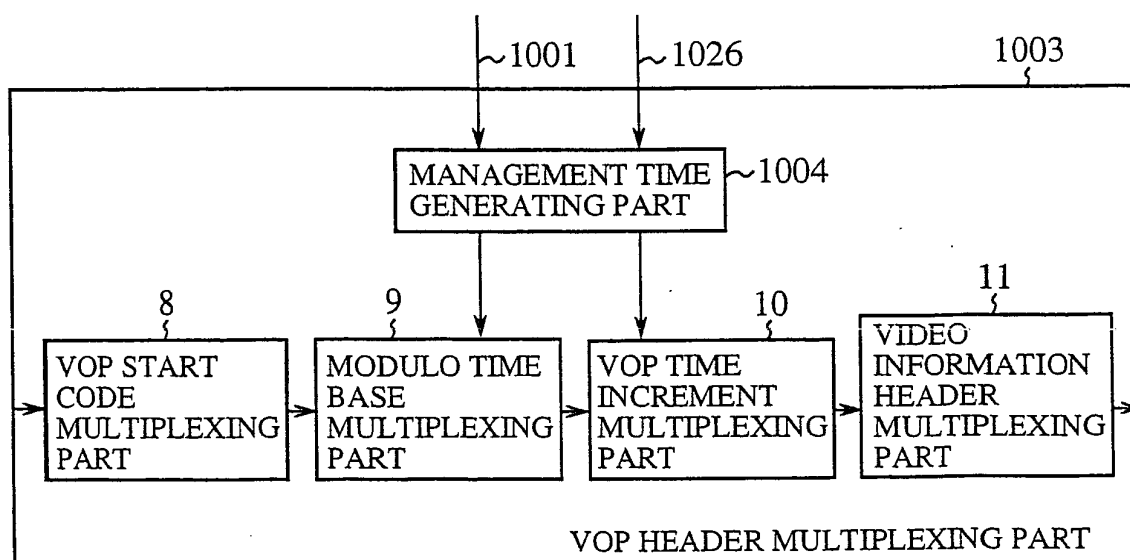 1001
1026
1003
MANAGEMENT TIME
GENERATING PART
1004
8
VOP START
CODE
MULTIPLEXING
PART
9
MODULO TIME
BASE
MULTIPLEXING
PART
10
VOP TIME
INCREMENT
MULTIPLEXING
PART
11
VIDEO
INFORMATION
HEADER
MULTIPLEXING
PART
VOP HEADER MULTIPLEXING PART